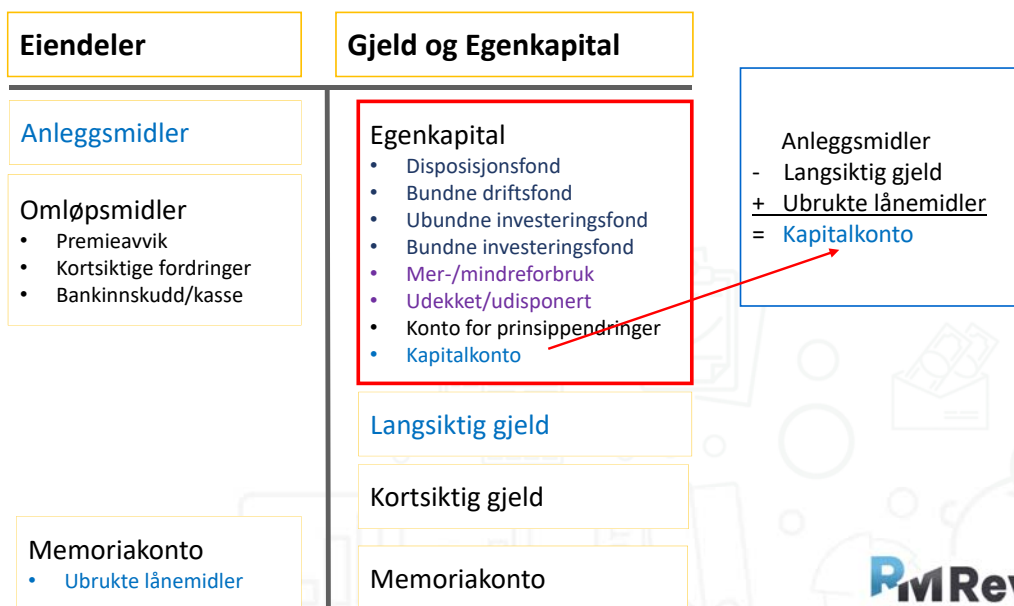 Eiendeler
Gjeld og Egenkapital
Anleggsmidler
Omløpsmidler
• Premieavvik
• Kortsiktige fordringer
• Bankinnskudd/kasse
Memoriakonto
• Ubrukte lånemidler
Egenkapital
• Disposisjonsfond
• Bundne driftsfond
• Ubundne investeringsfond
• Bundne investeringsfond
• Mer-/mindreforbruk
• Udekket/udisponert
• Konto for prinsippendringer
• Kapitalkonto
Langsiktig gjeld
Kortsiktig gjeld
Memoriakonto
Anleggsmidler
- Langsiktig gjeld
+ Ubrukte lånemidler
= Kapitalkonto